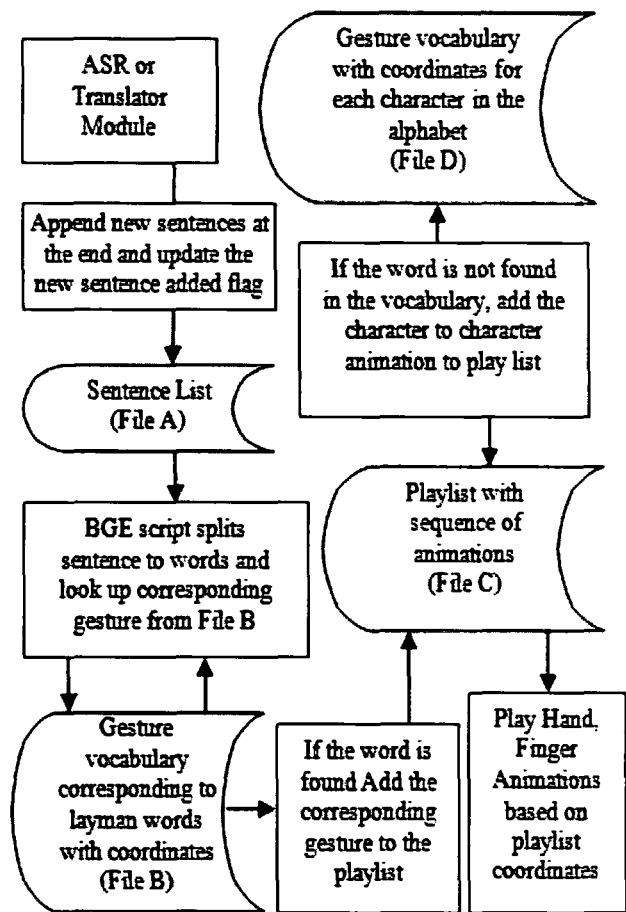 ASR or
Translator
Module
Append new sentences at
the end and update the
new sentence added flag
Sentence List
(File A)
BGE script splits
sentence to words and
look up corresponding
gesture from File B
Gesture
vocabulary
corresponding to
layman words
with coordinates
(File B)
If the word is
found Add the
corresponding
gesture to the
playlist
Gesture vocabulary
with coordinates for
each character in the
alphabet
(File D)
If the word is not found
in the vocabulary, add the
character to character
animation to play list
Playlist with
sequence of
animations
(File C)
Play Hand,
Finger
Animations
based on
playlist
coordinates